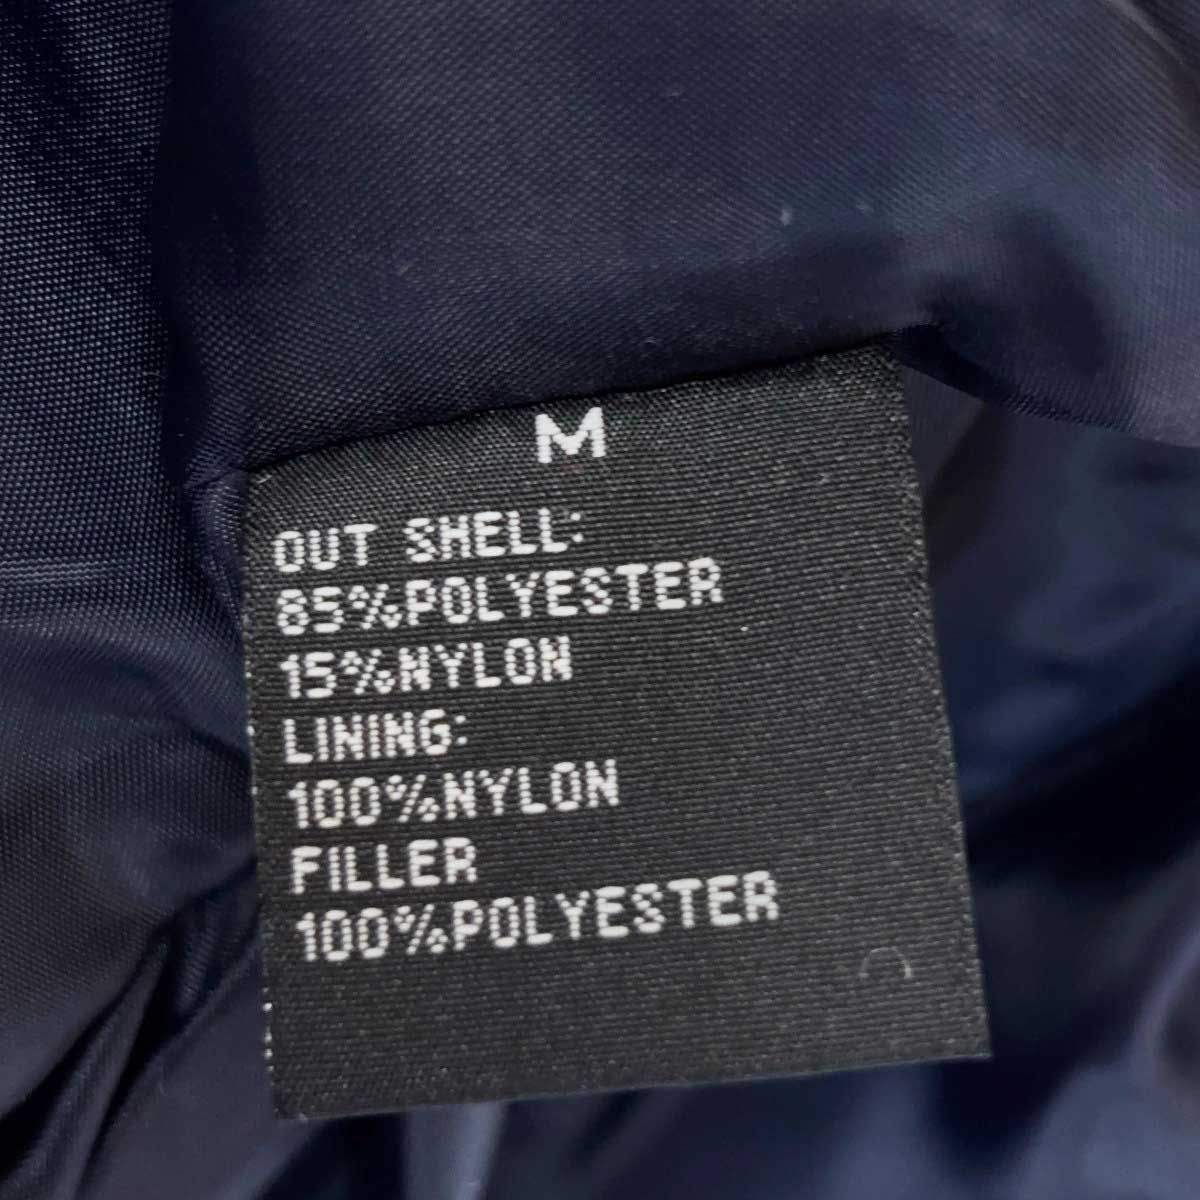 M
OUT SHELL:
85%POLYESTER
15%NYLON
LINING:
100%NYLON
FILLER
100%POLYESTER